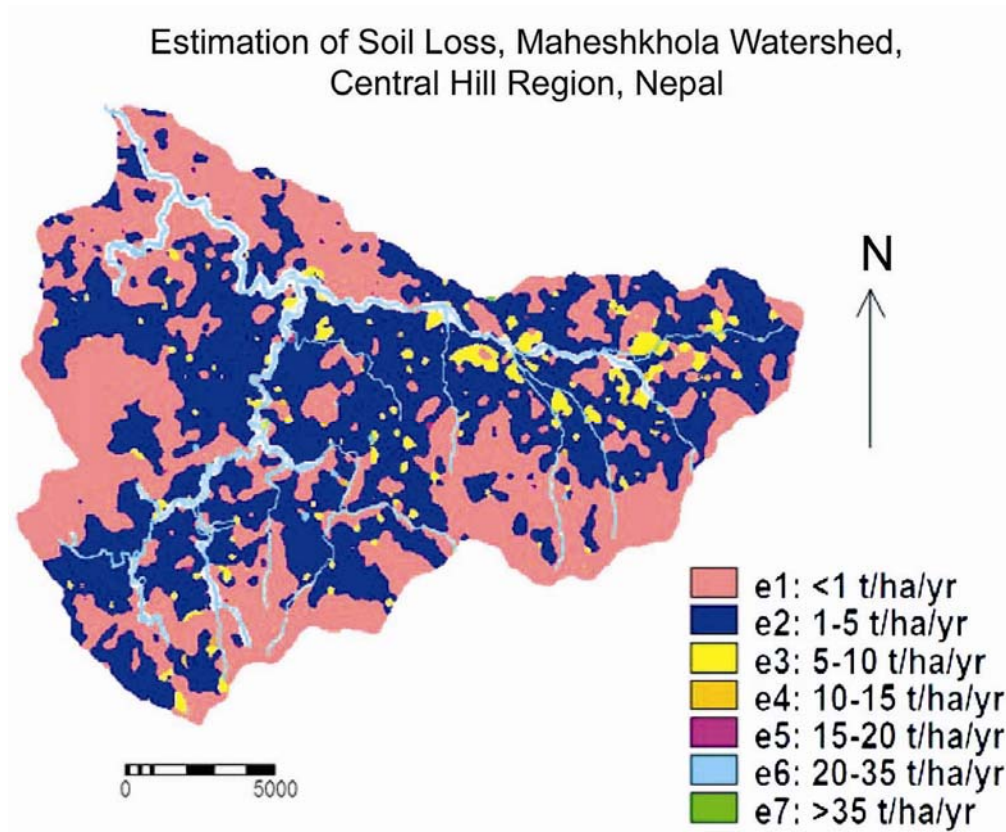 Estimation of Soil Loss, Maheshkhola Watershed,
Central Hill Region, Nepal
N
e1: <1 t/ha/yr
e2: 1-5 t/ha/yr
e3: 5-10 t/ha/yr
e4: 10-15 t/ha/yr
e5: 15-20 t/ha/yr
e6: 20-35 t/ha/yr
e7: >35 t/ha/yr
0 5000